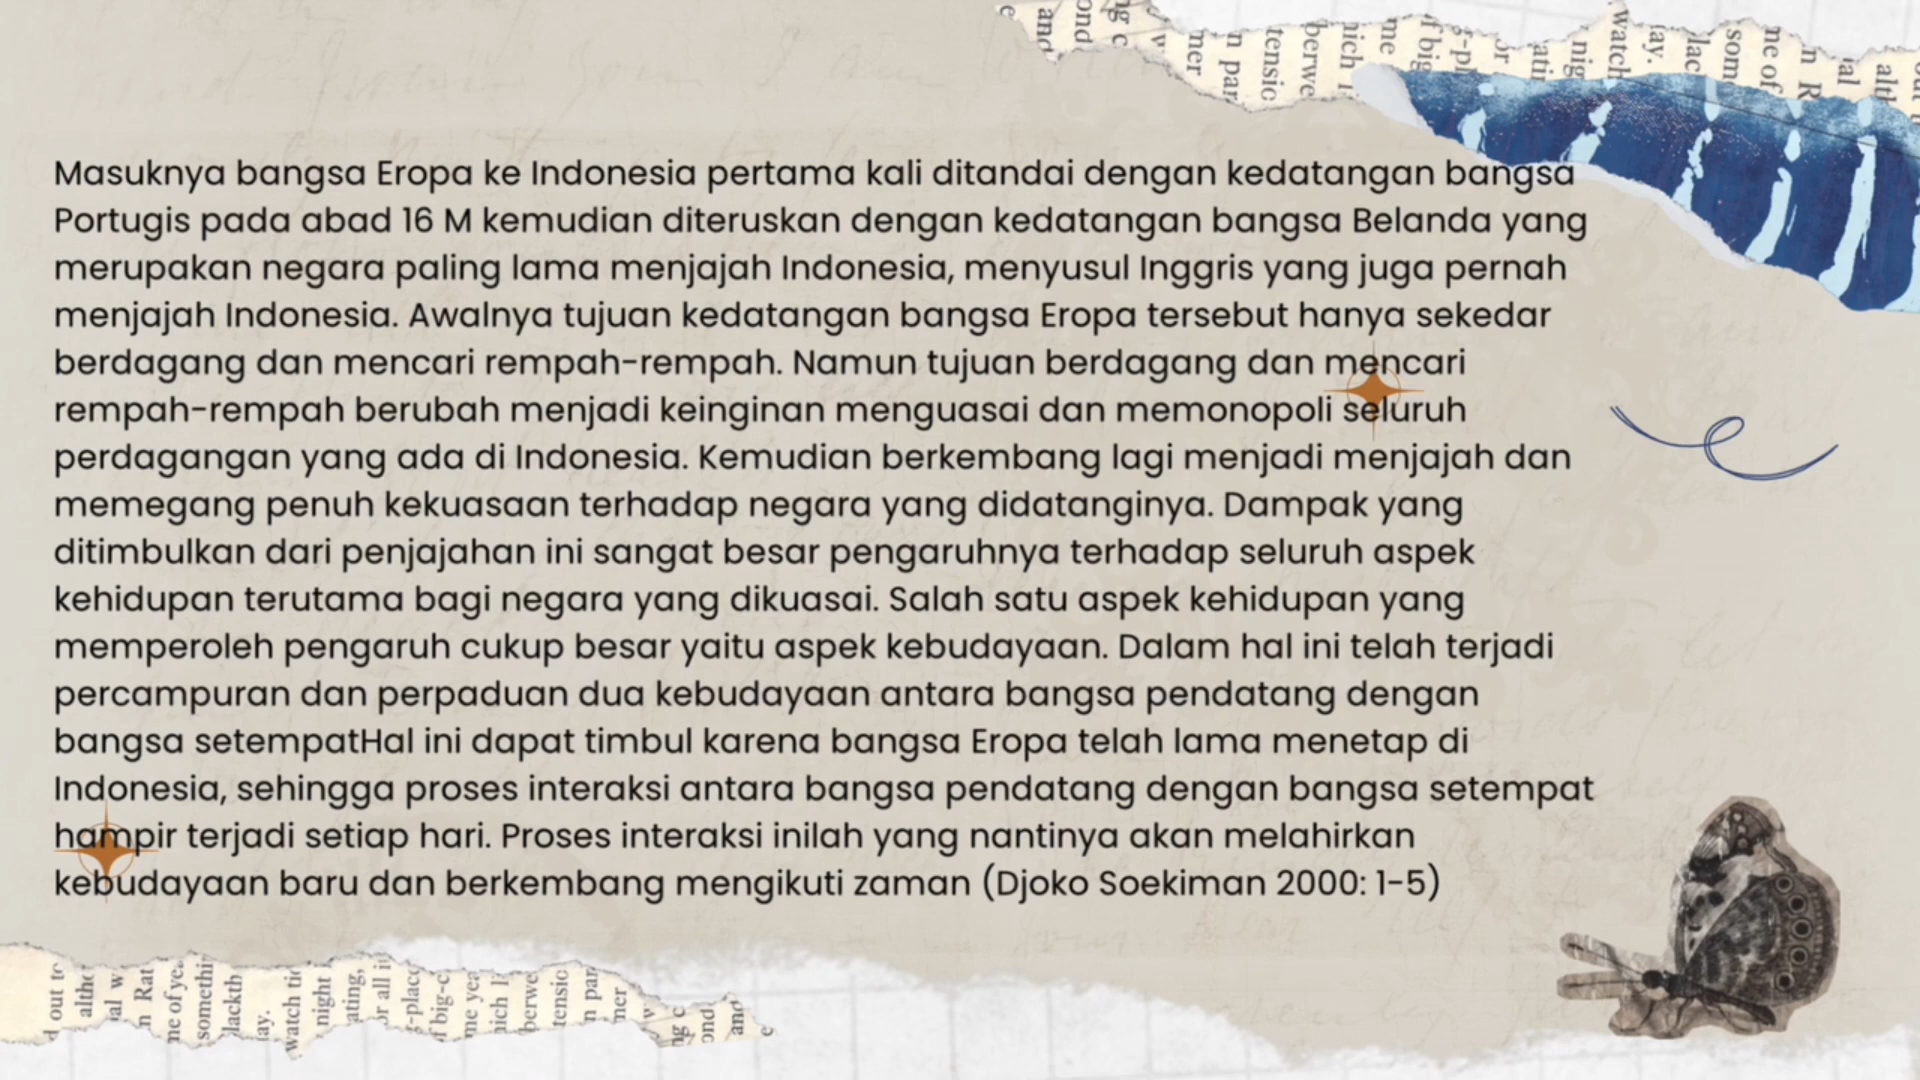 Masuknya bangsa Eropa ke Indonesia pertama kali ditandai dengan kedatangan bangsa
Portugis pada abad 16 M kemudian diteruskan dengan kedatangan bangsa Belanda yang
merupakan negara paling lama menjajah Indonesia, menyusul Inggris yang juga pernah
menjajah Indonesia. Awalnya tujuan kedatangan bangsa Eropa tersebut hanya sekedar
berdagang dan mencari rempah-rempah. Namun tujuan berdagang dan mencari
rempah-rempah berubah menjadi keinginan menguasai dan memonopoli seluruh
perdagangan yang ada di Indonesia. Kemudian berkembang lagi menjadi menjajah dan
memegang penuh kekuasaan terhadap negara yang didatanginya. Dampak yang
ditimbulkan dari penjajahan ini sangat besar pengaruhnya terhadap seluruh aspek
kehidupan terutama bagi negara yang dikuasai. Salah satu aspek kehidupan yang
memperoleh pengaruh cukup besar yaitu aspek kebudayaan. Dalam hal ini telah terjadi
percampuran dan perpaduan dua kebudayaan antara bangsa pendatang dengan
bangsa setempatHal ini dapat timbul karena bangsa Eropa telah lama menetap di
Indonesia, sehingga proses interaksi antara bangsa pendatang dengan bangsa setempat
hampir terjadi setiap hari. Proses interaksi inilah yang nantinya akan melahirkan
kebudayaan baru dan berkembang mengikuti zaman (Djoko Soekiman 2000: 1-5)